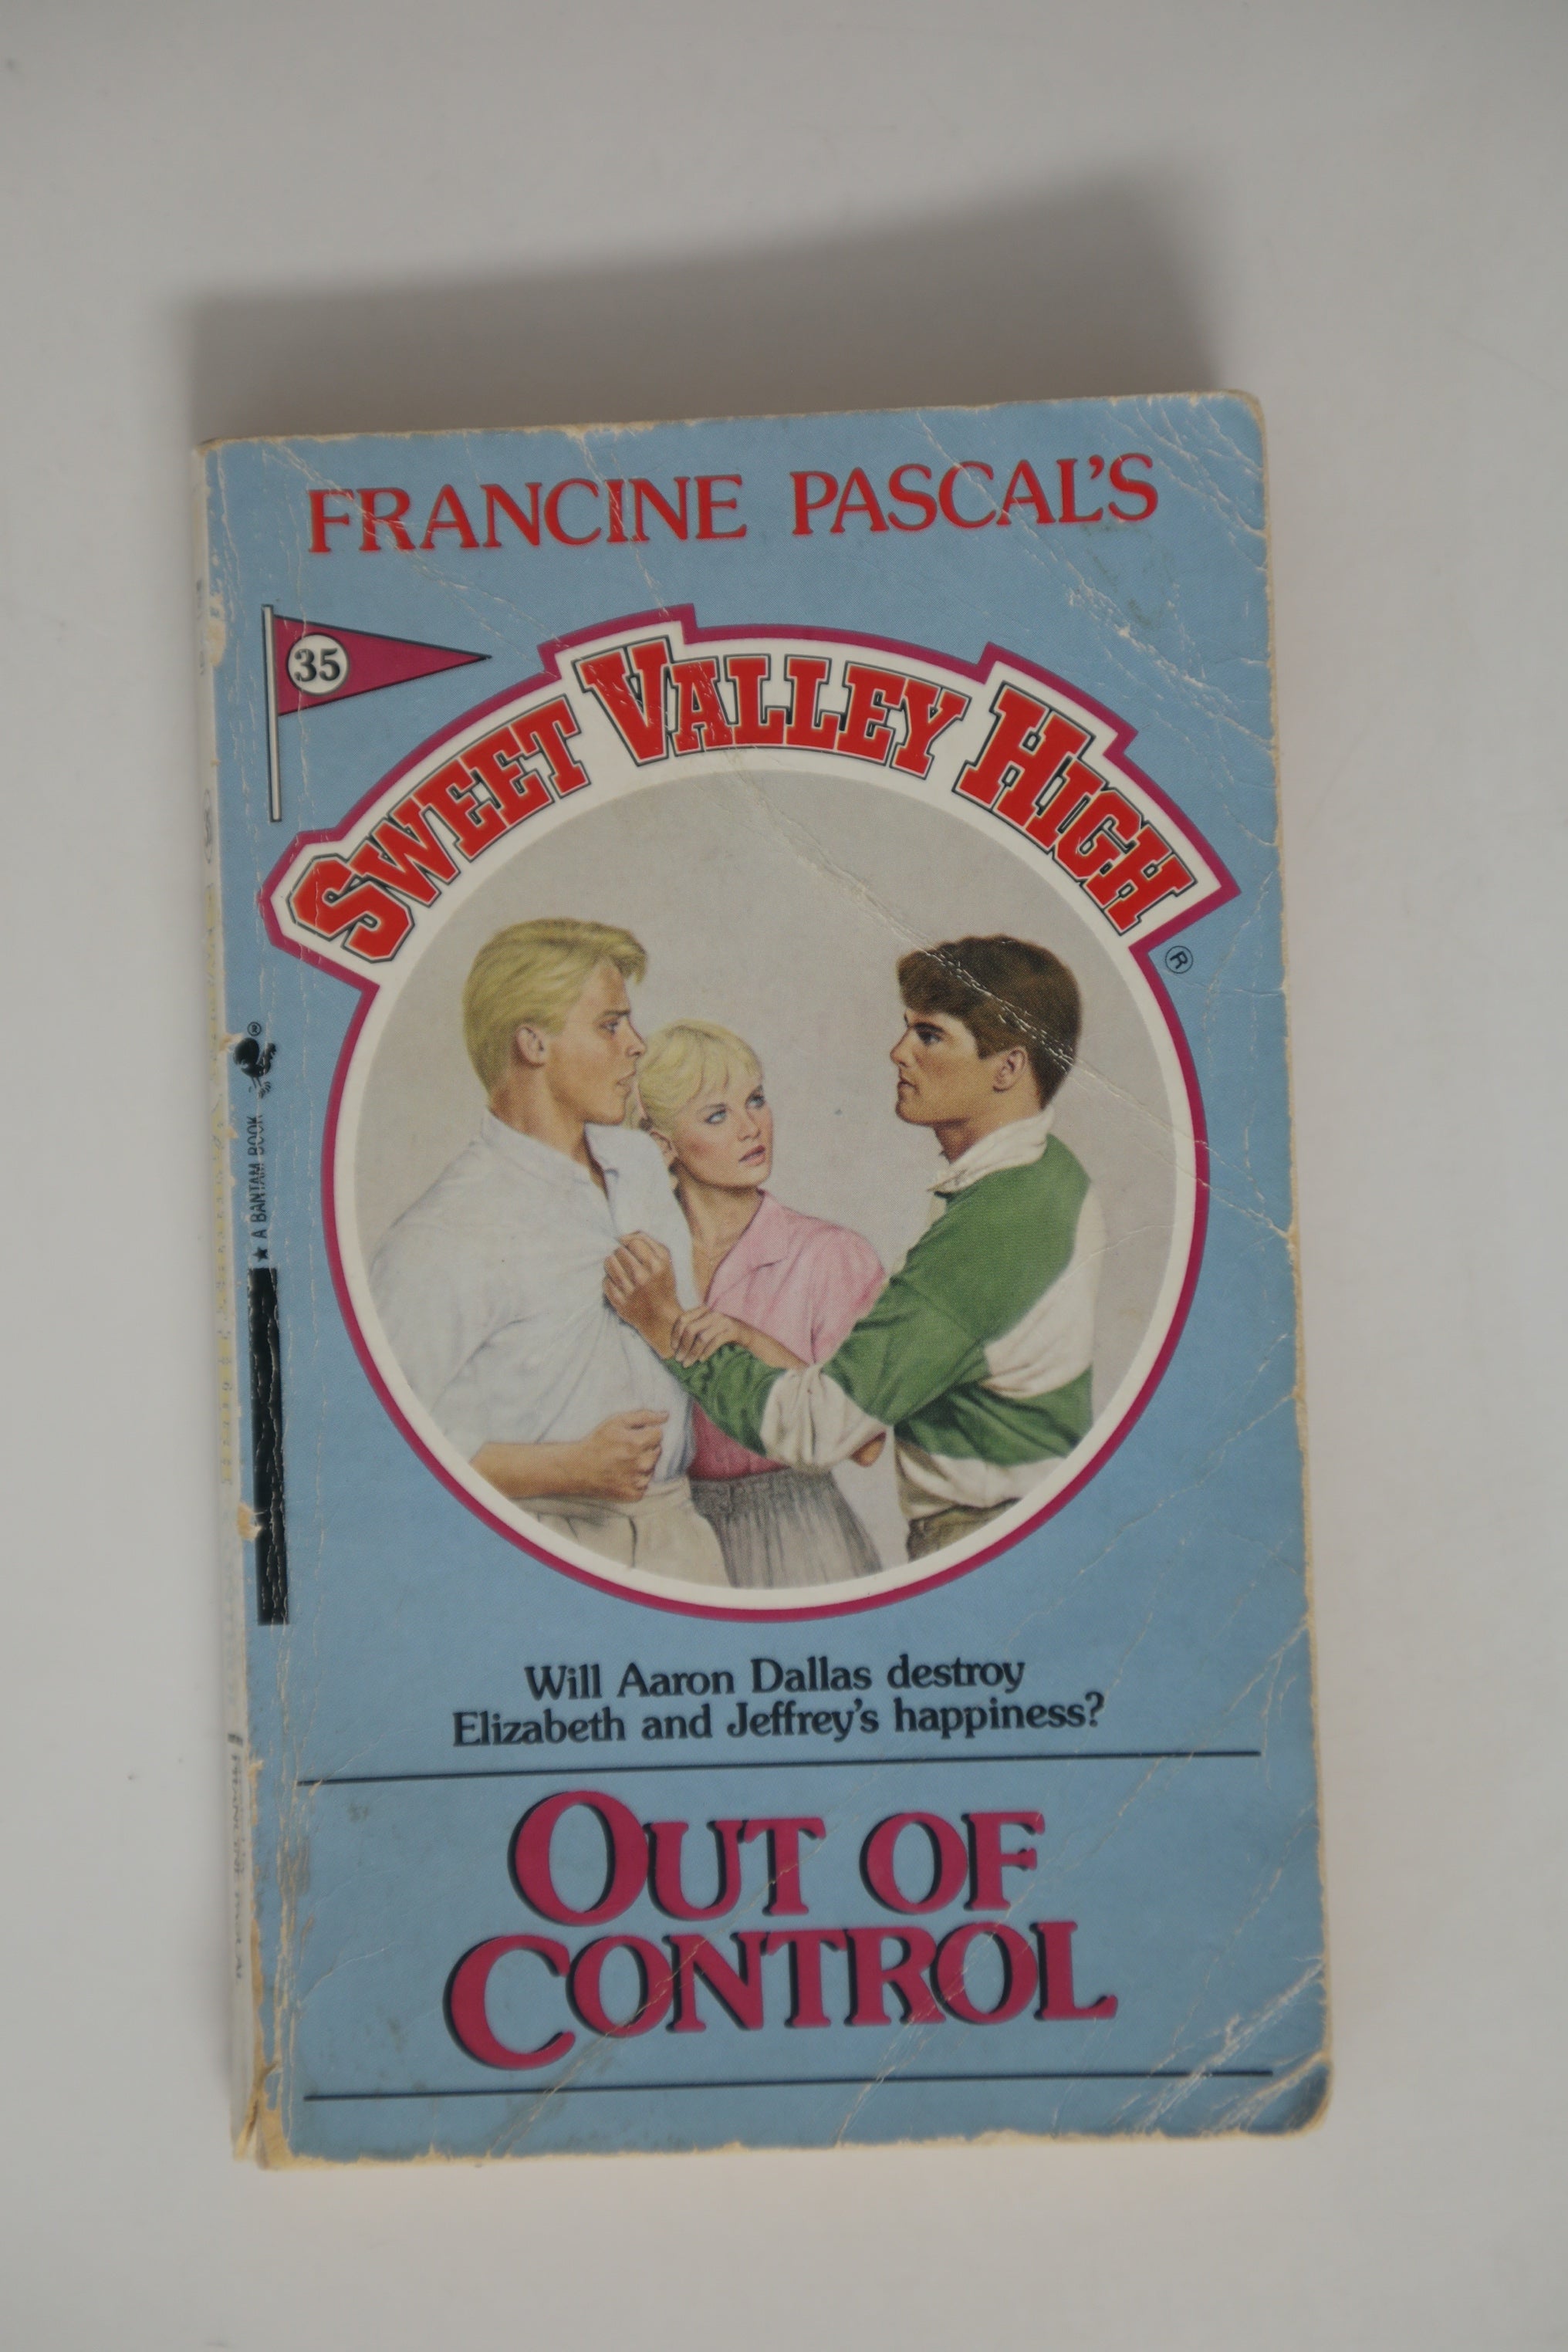 FRANCINE PASCAL'S
35
SWEET VALLEY HIGH
®
★ A BANTAM BOOK
®
Will Aaron Dallas destroy
Elizabeth and Jeffrey's happiness?
OUT OF
CONTROL